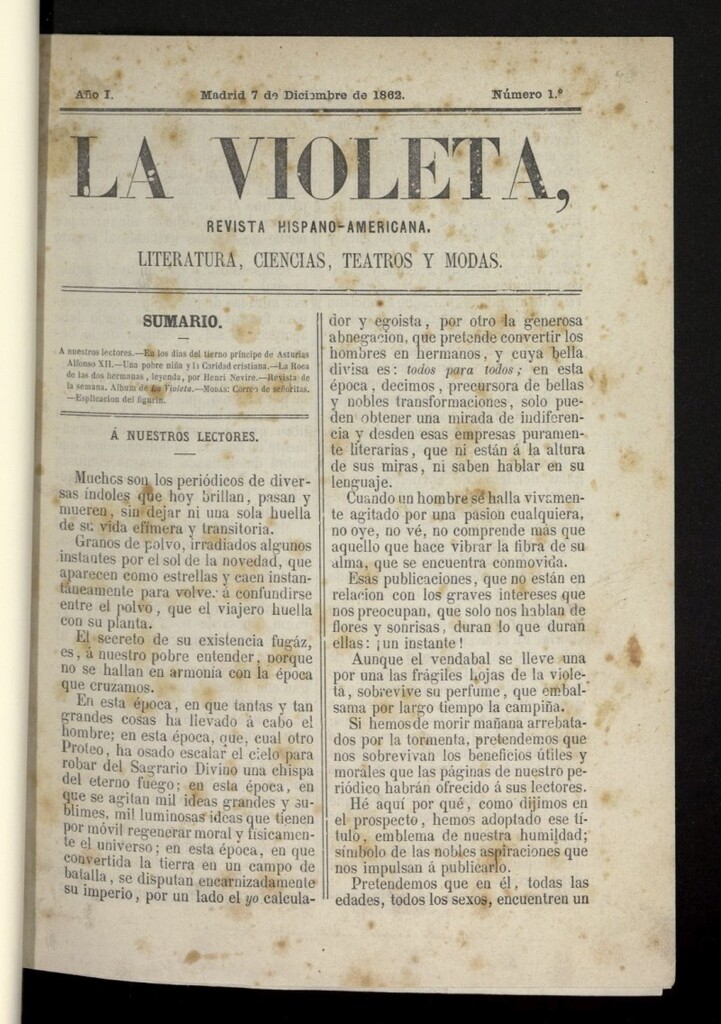 Año I.
Madrid 7 de Diciembre de 1862.
Número 1.º
LA VIOLETA,
REVISTA HISPANO-AMERICANA.
LITERATURA, CIENCIAS, TEATROS Y MODAS.
SUMARIO.
A nuestros lectores.—En los dias del tierno príncipe de Asturias
Alfonso XII.—Una pobre niña y la Caridad cristiana.—La Roca
de las dos hermanas, leyenda, por Henri Nevire.—Revista de
la semana. Album de La Violeta.—MODAS: Correo de señoritas.
—Esplicacion del figurin.
Á NUESTROS LECTORES.
Muchos son los periódicos de diver-
sas índoles que hoy brillan, pasan y
mueren, sin dejar ni una sola huella
de su vida efímera y transitoria.
Granos de polvo, irradiados algunos
instantes por el sol de la novedad, que
aparecen como estrellas y caen instan-
táneamente para volver á confundirse
entre el polvo, que el viajero huella
con su planta.
El secreto de su existencia fugáz,
es, á nuestro pobre entender, porque
no se hallan en armonía con la época
que cruzamos.
En esta época, en que tantas y tan
grandes cosas ha llevado á cabo el
hombre; en esta época, que, cual otro
Proteo, ha osado escalar el cielo para
robar del Sagrario Divino una chispa
del eterno fuego; en esta época, en
que se agitan mil ideas grandes y su-
blimes, mil luminosas ideas que tienen
por móvil regenerar moral y físicamen-
te el universo; en esta época, en que
convertida la tierra en un campo de
batalla, se disputan encarnizadamente
su imperio, por un lado el yo calcula-
dor y egoista, por otro la generosa
abnegacion, que pretende convertir los
hombres en hermanos, y cuya bella
divisa es: todos para todos; en esta
época, decimos, precursora de bellas
y nobles transformaciones, solo pue-
den obtener una mirada de indiferen-
cia y desden esas empresas puramen-
te literarias, que ni están á la altura
de sus miras, ni saben hablar en su
lenguaje.
Cuando un hombre se halla vivamen-
te agitado por una pasion cualquiera,
no oye, no vé, no comprende más que
aquello que hace vibrar la fibra de su
alma, que se encuentra conmovida.
Esas publicaciones, que no están en
relacion con los graves intereses que
nos preocupan, que solo nos hablan de
flores y sonrisas, duran lo que duran
ellas: ¡un instante!
Aunque el vendabal se lleve una
por una las frágiles hojas de la viole-
ta, sobrevive su perfume, que embal-
sama por largo tiempo la campiña.
Si hemos de morir mañana arrebata-
dos por la tormenta, pretendemos que
nos sobrevivan los beneficios útiles y
morales que las páginas de nuestro pe-
riódico habrán ofrecido á sus lectores.
Hé aquí por qué, como dijimos en
el prospecto, hemos adoptado ese tí-
tulo, emblema de nuestra humildad;
símbolo de las nobles aspiraciones que
nos impulsan á publicarlo.
Pretendemos que en él, todas las
edades, todos los sexos, encuentren un